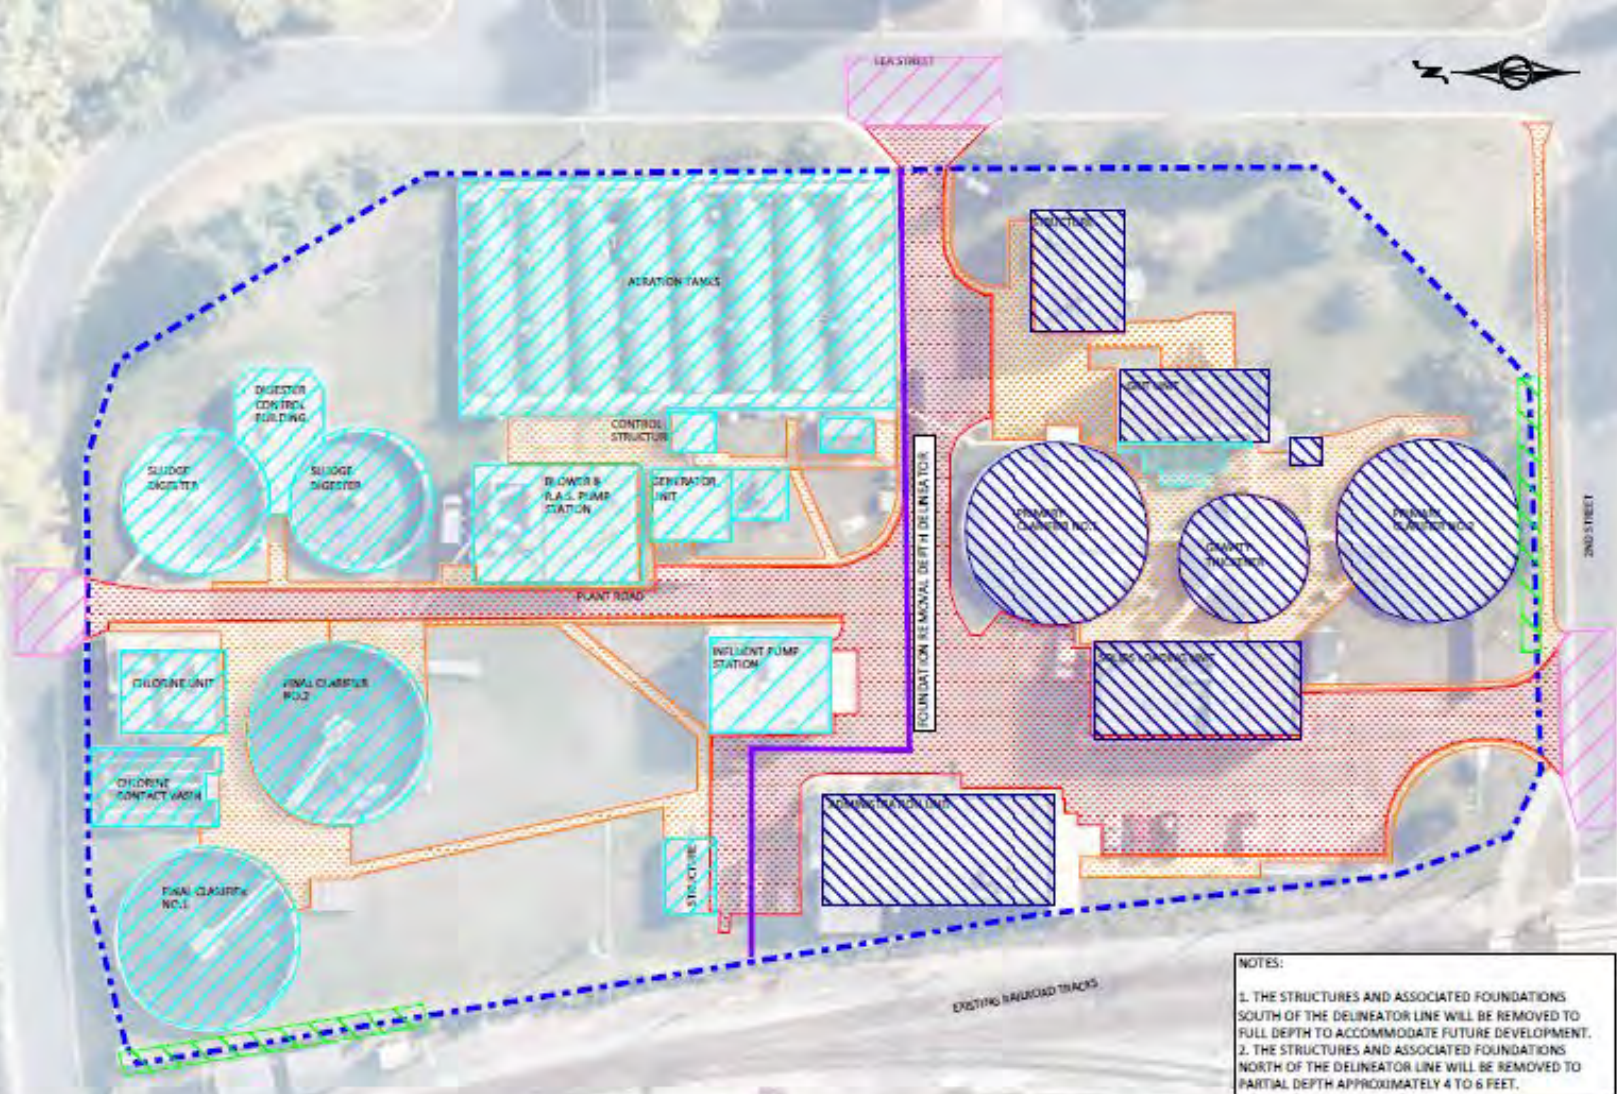 LEA STREET
N
STRUCTURE
AERATION TANKS
GRIT UNIT
DIGESTER
CONTROL
BUILDING
CONTROL
STRUCTURE
SLUDGE
DIGESTER
SLUDGE
DIGESTER
BLOWER &
R.A.S. PUMP
STATION
GENERATOR
UNIT
FOUNDATION REMOVAL DEPTH DELINEATOR
PRIMARY
CLARIFIER NO.1
GRAVITY
THICKENER
PRIMARY
CLARIFIER NO.2
2ND STREET
PLANT ROAD
INFLUENT PUMP
STATION
SOLIDS LOADING UNIT
CHLORINE UNIT
FINAL CLARIFIER
NO.2
CHLORINE
CONTACT BASIN
ADMINISTRATION UNIT
STRUCTURE
FINAL CLARIFIER
NO.1
EXISTING RAILROAD TRACKS
NOTES:
1. THE STRUCTURES AND ASSOCIATED FOUNDATIONS
SOUTH OF THE DELINEATOR LINE WILL BE REMOVED TO
FULL DEPTH TO ACCOMMODATE FUTURE DEVELOPMENT.
2. THE STRUCTURES AND ASSOCIATED FOUNDATIONS
NORTH OF THE DELINEATOR LINE WILL BE REMOVED TO
PARTIAL DEPTH APPROXIMATELY 4 TO 6 FEET.